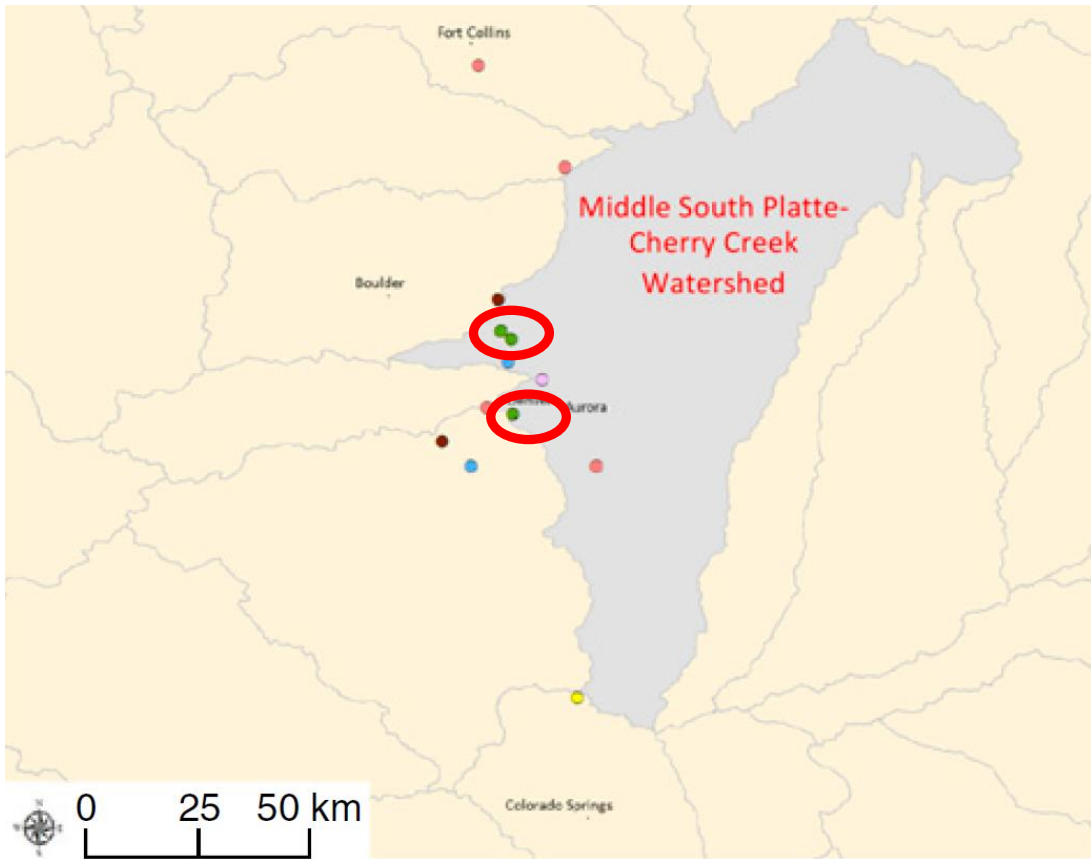 Fort Collins
Middle South Platte-
Cherry Creek
Watershed
Boulder
Aurora
0 25 50 km
Colorado Springs